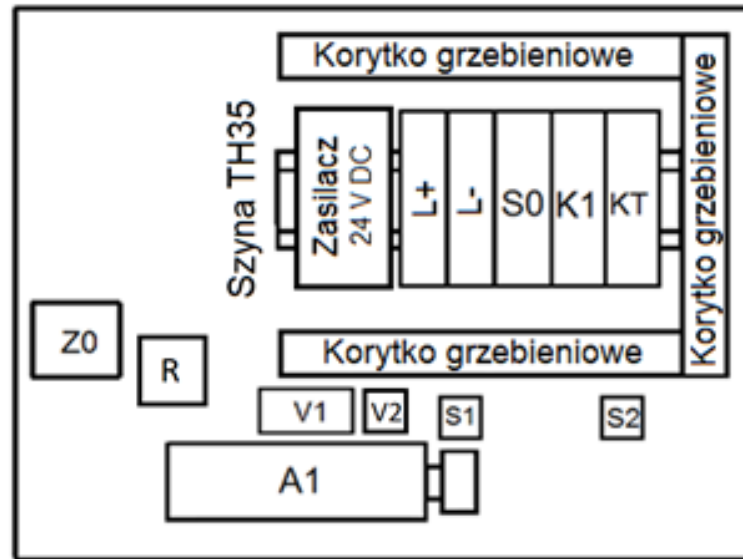 Korytko grzebieniowe
Korytko grzebieniowe
Szyna TH35
Zasilacz
24 V DC
L+
L-
S0
K1
KT
Z0
R
Korytko grzebieniowe
V1
V2
S1
S2
A1